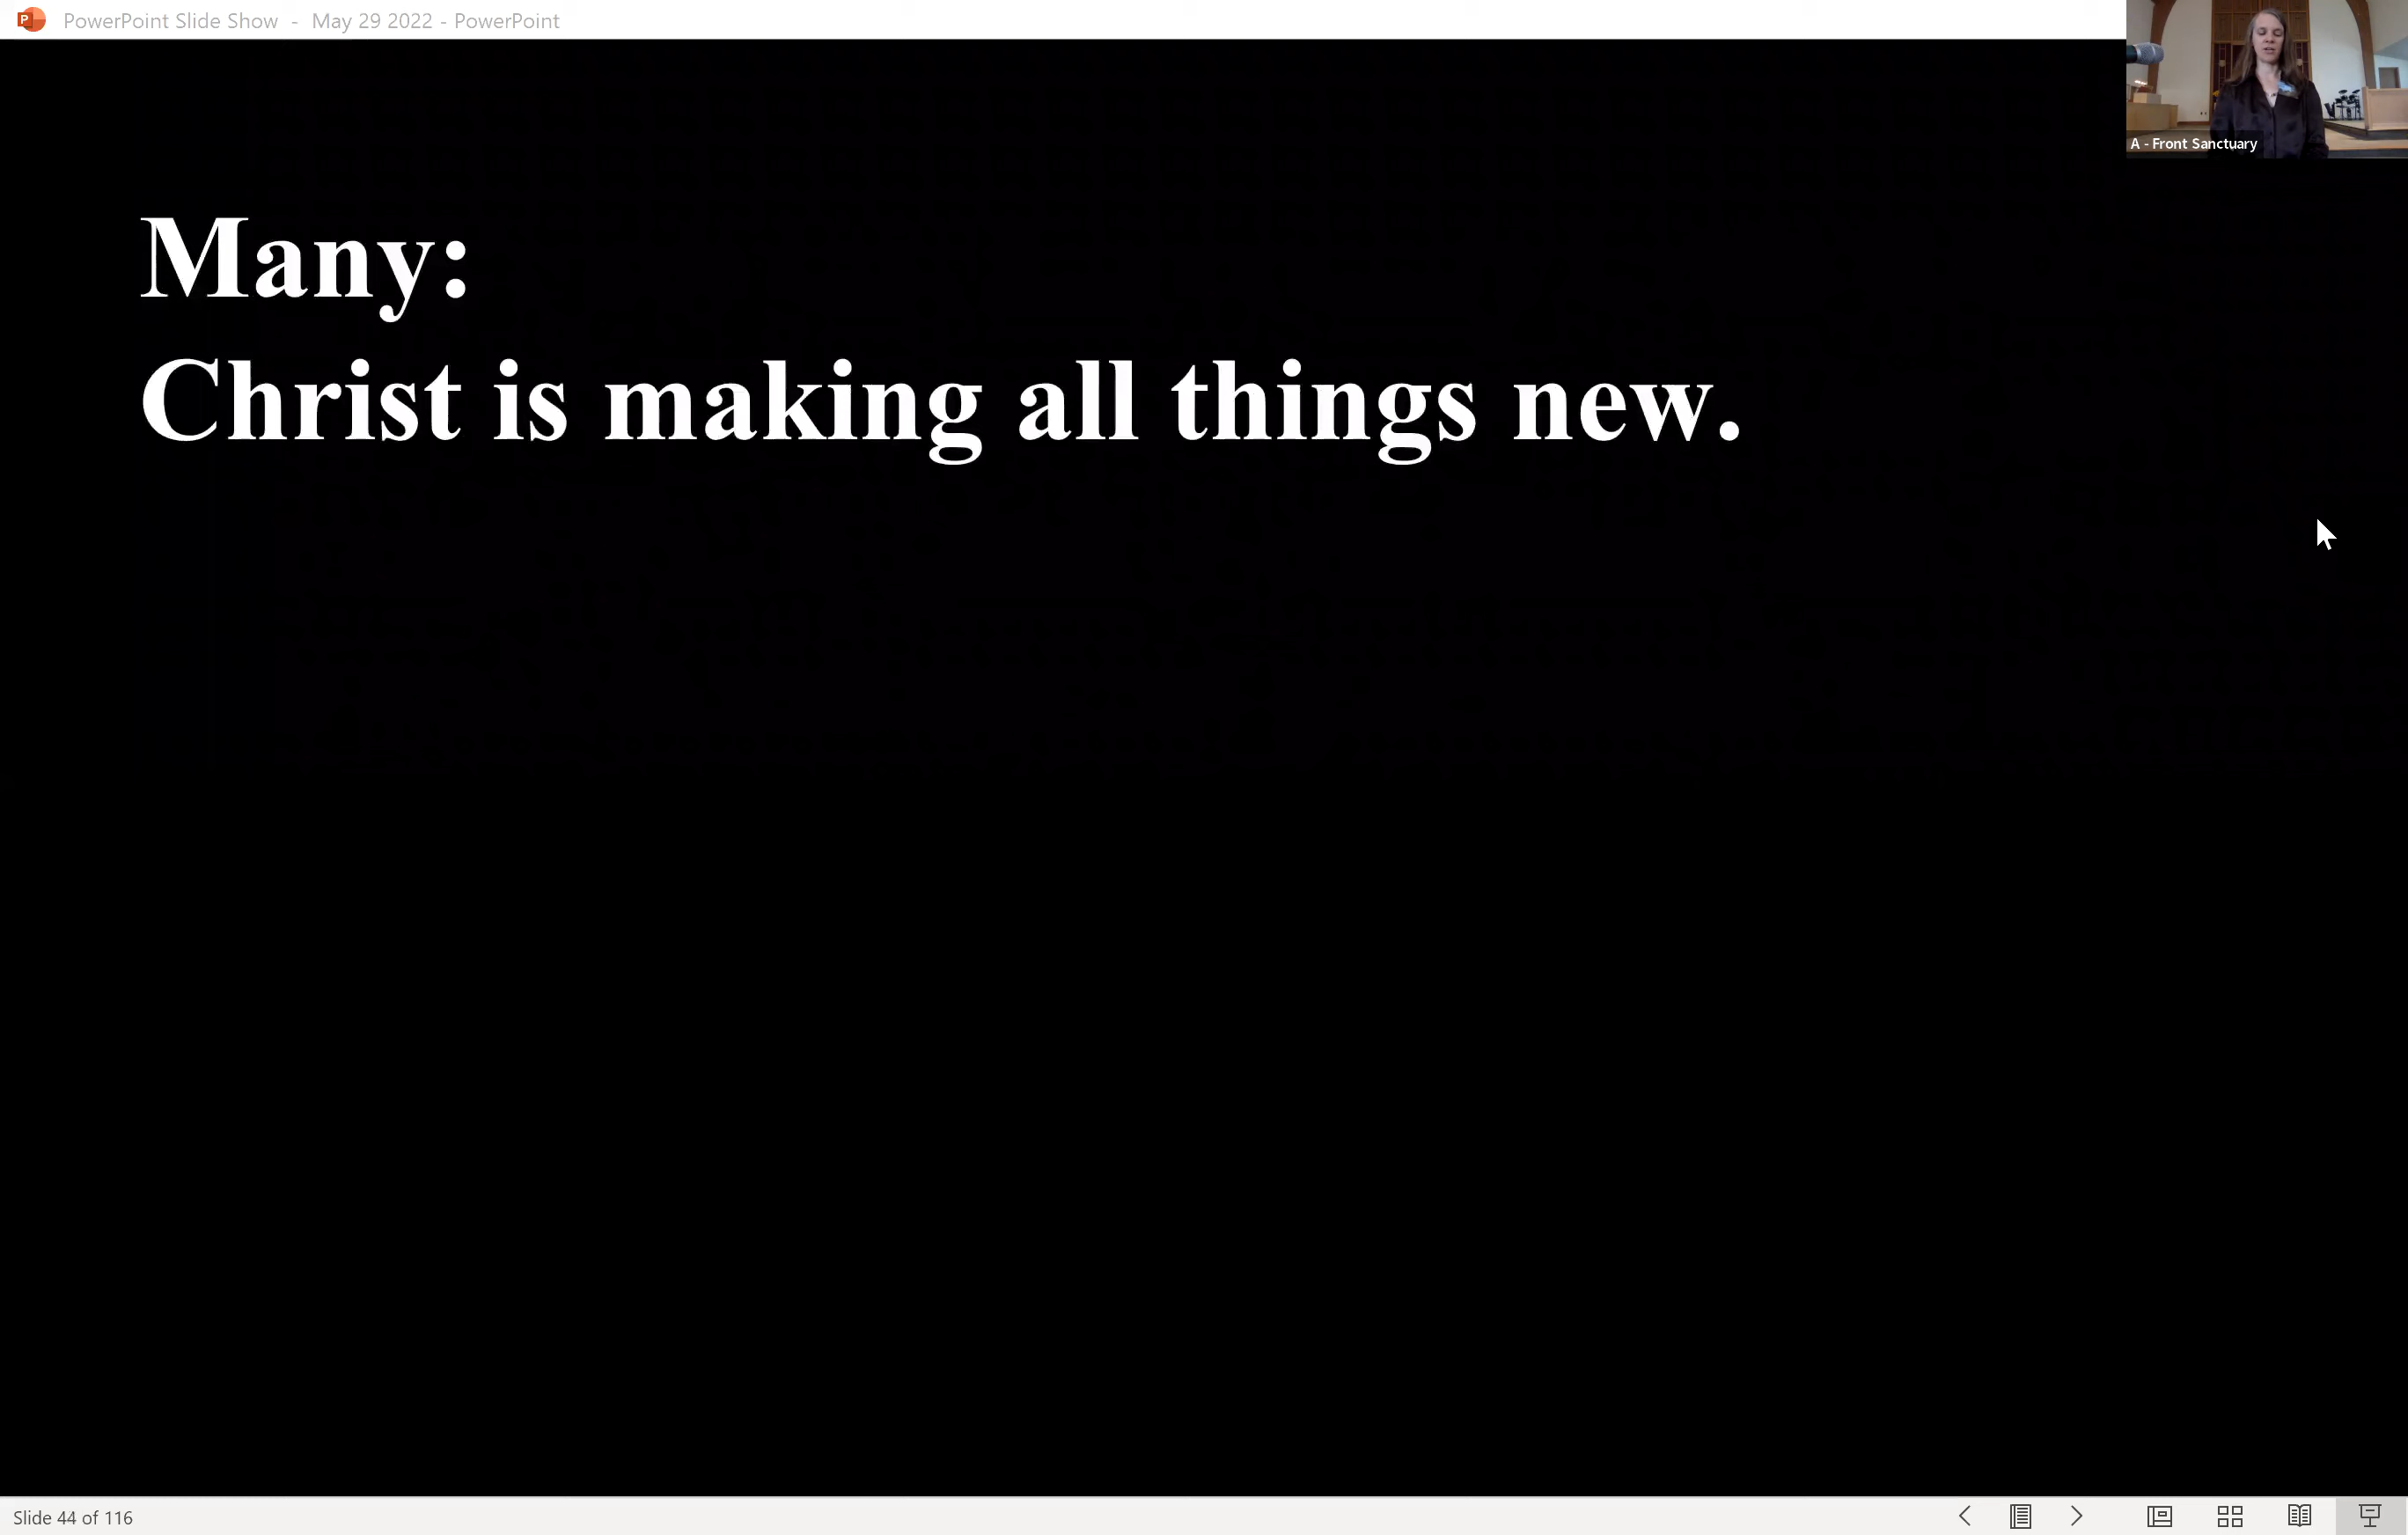 PowerPoint Slide Show - May 29 2022 - PowerPoint
A - Front Sanctuary
Many:
Christ is making all things new.
Slide 44 of 116